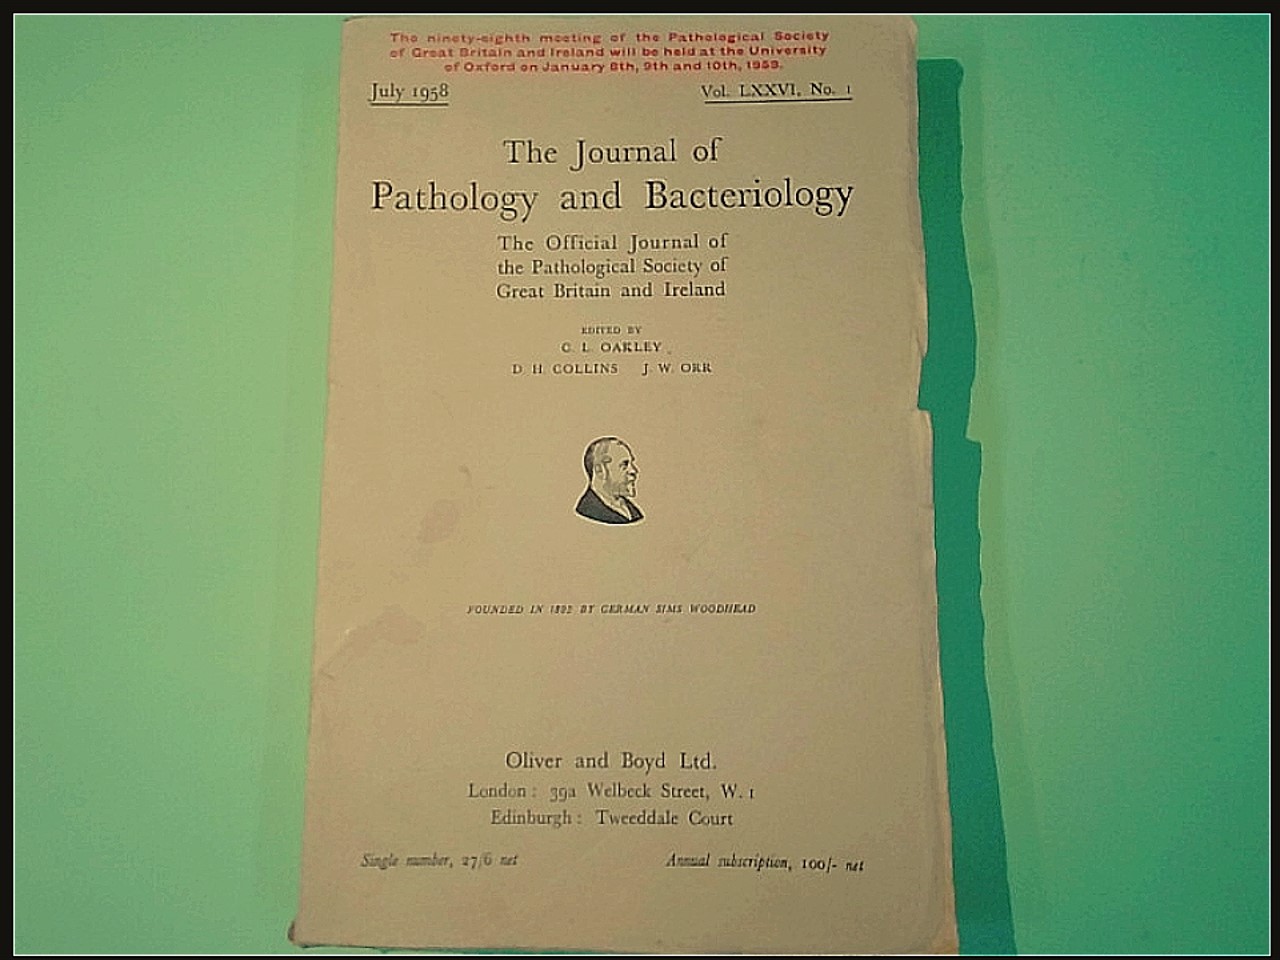 The ninety-eighth meeting of the Pathological Society
of Great Britain and Ireland will be held at the University
of Oxford on January 8th, 9th and 10th, 1959.
July 1958
Vol. LXXVI, No. 1
The Journal of
Pathology and Bacteriology
The Official Journal of
the Pathological Society of
Great Britain and Ireland
EDITED BY
C. L. OAKLEY
D. H. COLLINS J. W. ORR
FOUNDED IN 1892 BY GERMAN SIMS WOODHEAD
Oliver and Boyd Ltd.
London : 39a Welbeck Street, W. 1
Edinburgh : Tweeddale Court
Single number, 27/6 net
Annual subscription, 100/- net